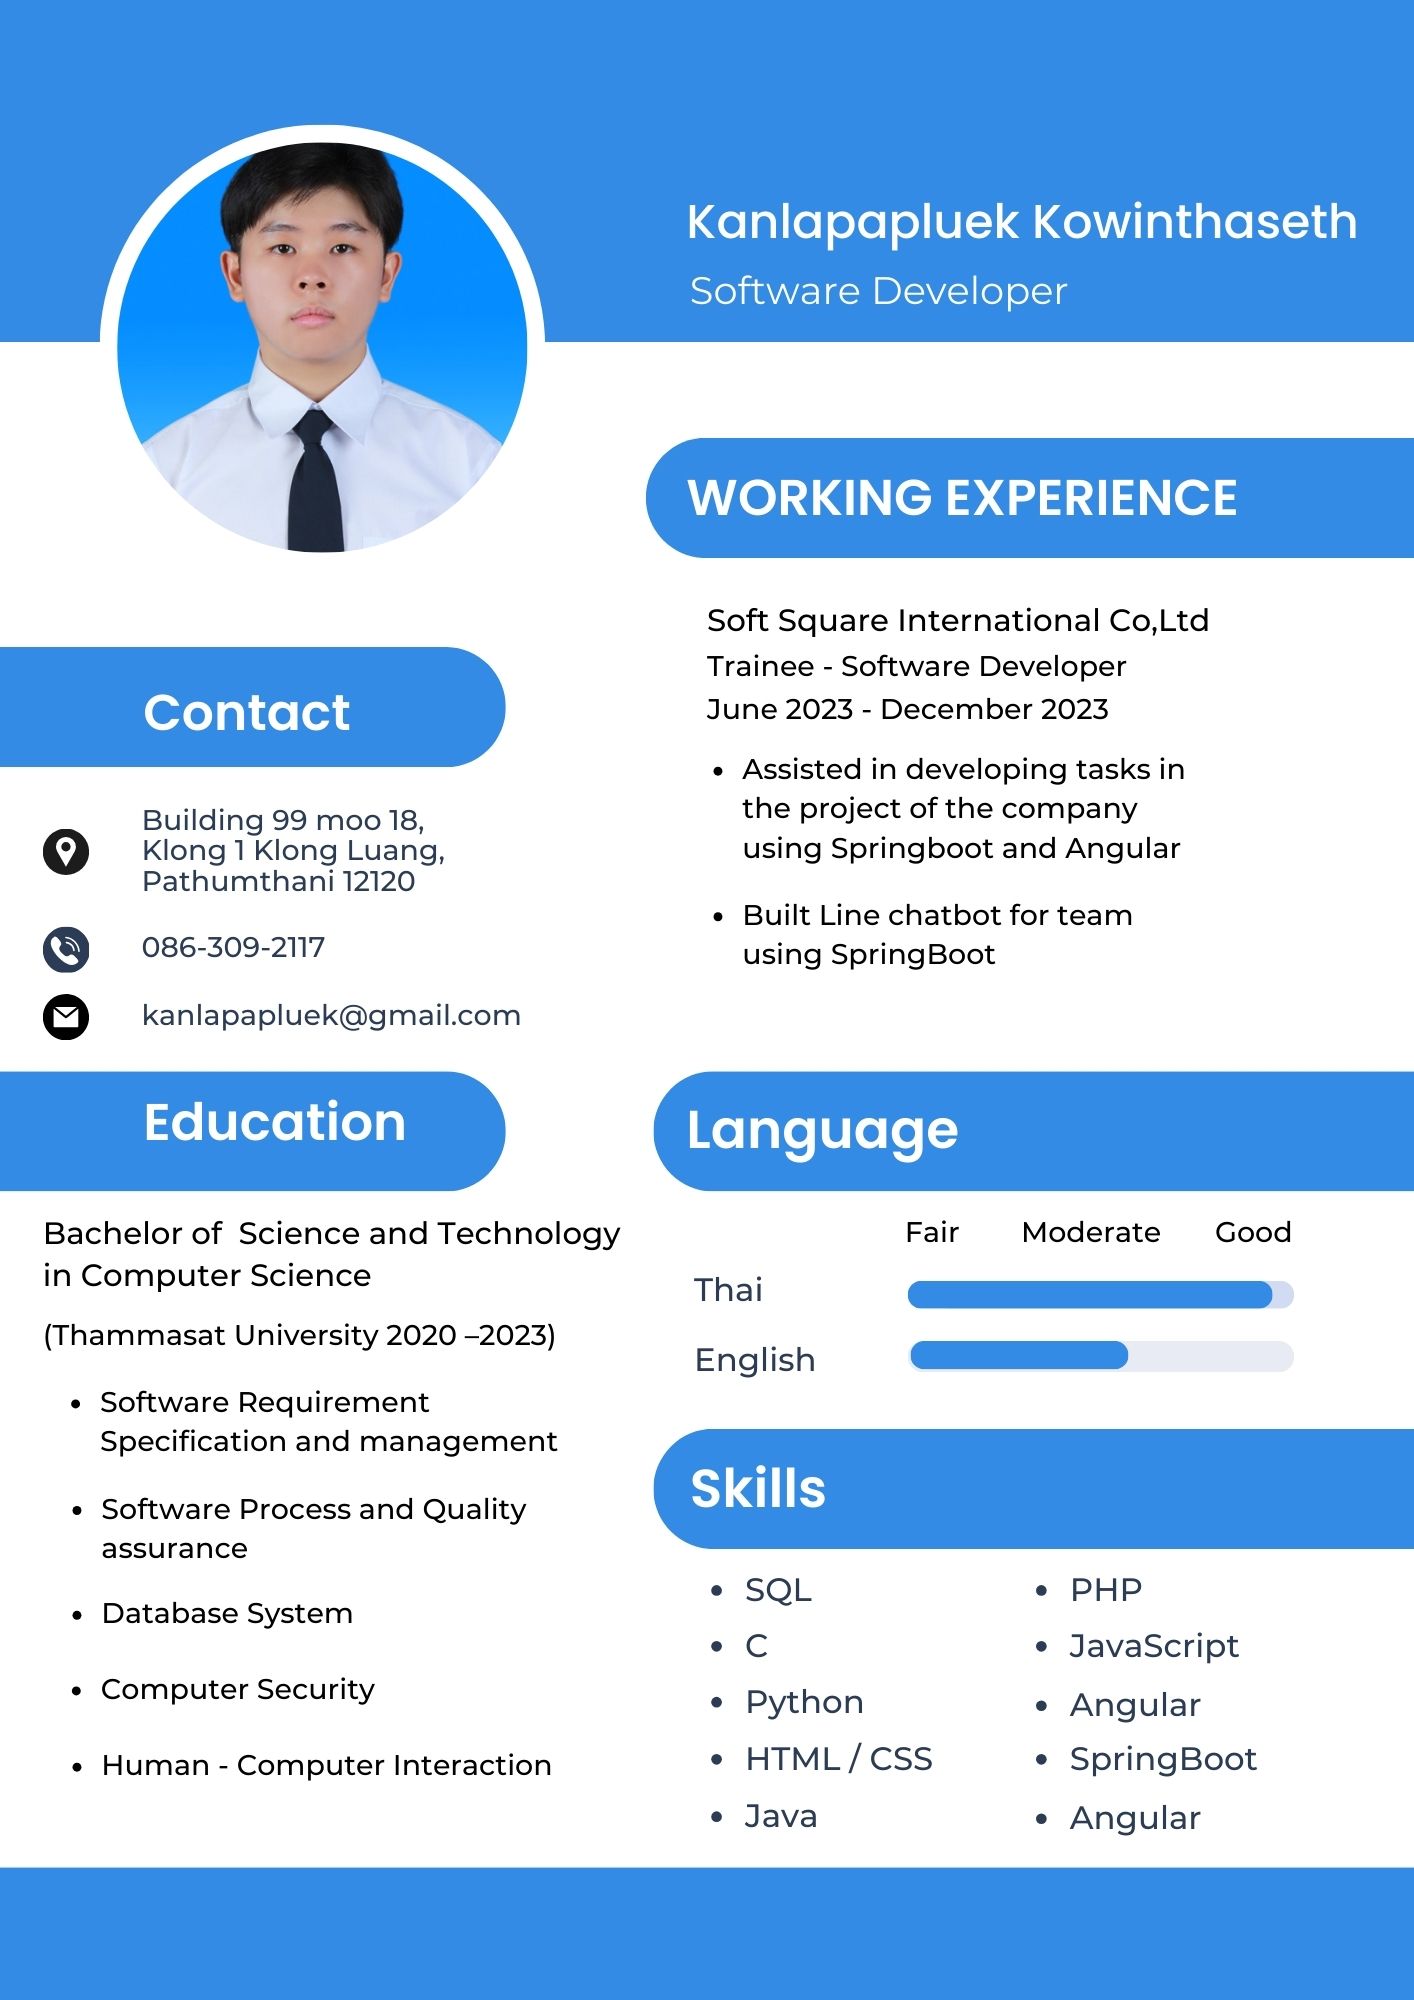 Kanlapapluek Kowinthaseth
Software Developer
WORKING EXPERIENCE
Soft Square International Co,Ltd
Trainee - Software Developer
June 2023 - December 2023
• Assisted in developing tasks in
the project of the company
using Springboot and Angular
• Built Line chatbot for team
using SpringBoot
Contact
Building 99 moo 18,
Klong 1 Klong Luang,
Pathumthani 12120
086-309-2117
kanlapapluek@gmail.com
Education
Bachelor of  Science and Technology
in Computer Science
(Thammasat University 2020 –2023)
• Software Requirement
Specification and management
• Software Process and Quality
assurance
• Database System
• Computer Security
• Human - Computer Interaction
Language
Fair Moderate Good
Thai
English
Skills
• SQL
• C
• Python
• HTML / CSS
• Java
• PHP
• JavaScript
• Angular
• SpringBoot
• Angular